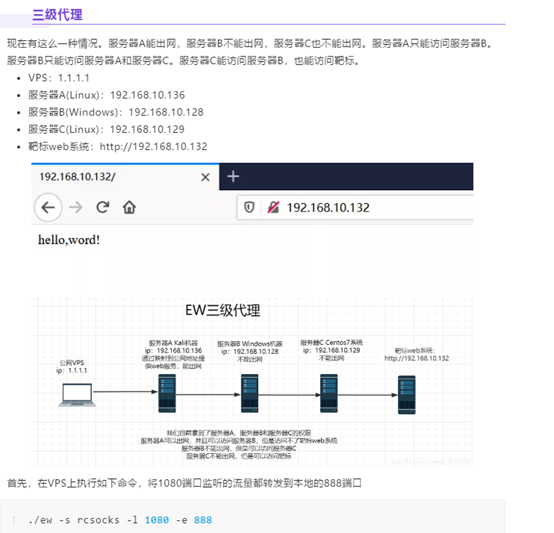 三级代理
现在有这么一种情况。服务器A能出网，服务器B不能出网，服务器C也不能出网。服务器A只能访问服务器B。
服务器B只能访问服务器A和服务器C。服务器C能访问服务器B，也能访问靶标。
• VPS：1.1.1.1
• 服务器A(Linux)：192.168.10.136
• 服务器B(Windows)：192.168.10.128
• 服务器C(Linux)：192.168.10.129
• 靶标web系统：http://192.168.10.132
192.168.10.132/
192.168.10.132
hello,word!
EW三级代理
公网VPS
ip：1.1.1.1
服务器A Kali机器
ip：192.168.10.136
通过映射到公网地址提
供web服务，能出网
服务器B Windows机器
ip：192.168.10.128
不能出网
服务器C Centos7系统
ip：192.168.10.129
不能出网
靶标web系统：
http://192.168.10.132
我们目前拿到了服务器A、服务器B和服务器C的权限
服务器A可以出网，并且可以访问服务器B，但是访问不了靶标web系统
服务器B不能出网，但是可以访问服务器C
服务器C不能出网，但是可以访问靶标
首先，在VPS上执行如下命令，将1080端口监听的流量都转发到本地的888端口
1 ./ew -s rcsocks -l 1080 -e 888